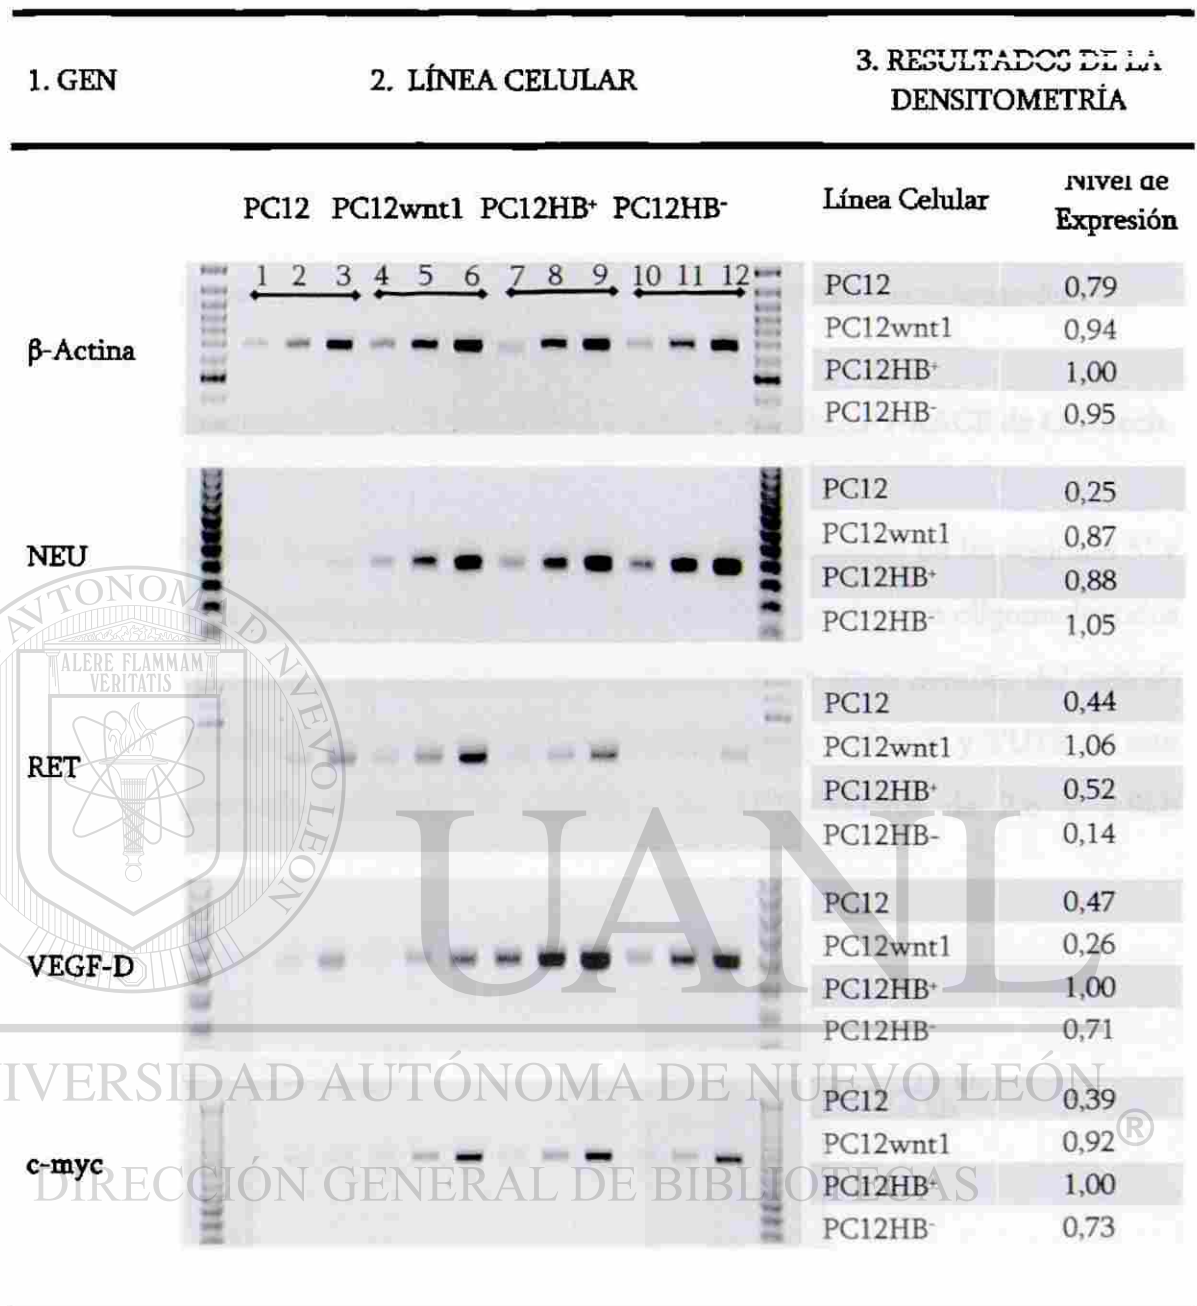 1. GEN
2. LÍNEA CELULAR
3. RESULTADOS DE LA
DENSITOMETRÍA
PC12 PC12wnt1 PC12HB⁺ PC12HB⁻
Línea Celular
Nivel de
Expresión
1 2 3 4 5 6 7 8 9 10 11 12
β-Actina
PC12 0,79
PC12wnt1 0,94
PC12HB⁺ 1,00
PC12HB⁻ 0,95
NEU
PC12 0,25
PC12wnt1 0,87
PC12HB⁺ 0,88
PC12HB⁻ 1,05
RET
PC12 0,44
PC12wnt1 1,06
PC12HB⁺ 0,52
PC12HB- 0,14
VEGF-D
PC12 0,47
PC12wnt1 0,26
PC12HB⁺ 1,00
PC12HB⁻ 0,71
c-myc
PC12 0,39
PC12wnt1 0,92
PC12HB⁺ 1,00
PC12HB⁻ 0,73
ALERE FLAMMAM
VERITATIS
UANL
IVERSIDAD AUTÓNOMA DE NUEVO LEÓN
®
DIRECCIÓN GENERAL DE BIBLIOTECAS